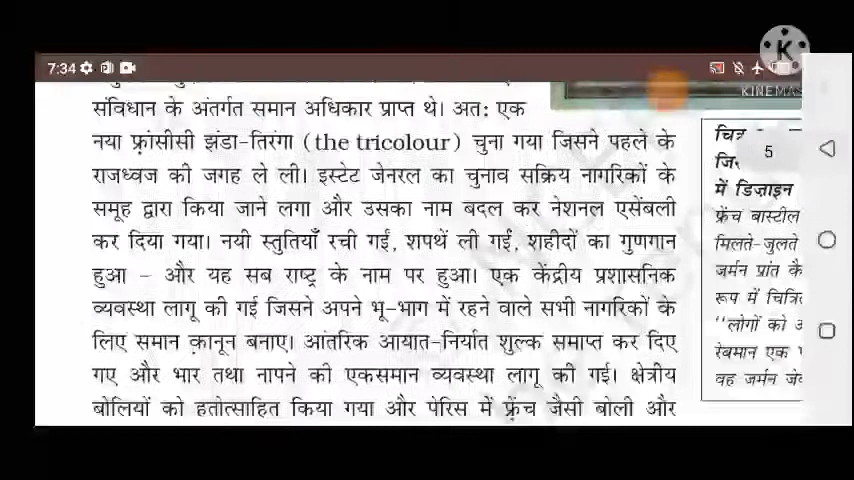 7:34
KINEMAS
संविधान के अंतर्गत समान अधिकार प्राप्त थे। अतः एक
नया फ़्रांसीसी झंडा-तिरंगा (the tricolour) चुना गया जिसने पहले के
राजध्वज की जगह ले ली। इस्टेट जेनरल का चुनाव सक्रिय नागरिकों के
समूह द्वारा किया जाने लगा और उसका नाम बदल कर नेशनल एसेंबली
कर दिया गया। नयी स्तुतियाँ रची गईं, शपथें ली गईं, शहीदों का गुणगान
हुआ – और यह सब राष्ट्र के नाम पर हुआ। एक केंद्रीय प्रशासनिक
व्यवस्था लागू की गई जिसने अपने भू-भाग में रहने वाले सभी नागरिकों के
लिए समान क़ानून बनाए। आंतरिक आयात-निर्यात शुल्क समाप्त कर दिए
गए और भार तथा नापने की एकसमान व्यवस्था लागू की गई। क्षेत्रीय
बोलियों को हतोत्साहित किया गया और पेरिस में फ़्रेंच जैसी बोली और
चित्र
5
में डिज़ाइन
फ़्रेंच बास्तील
मिलते-जुलते
जर्मन प्रांत
रूप में
"लोगों को
रेबमान एक
वह जर्मन